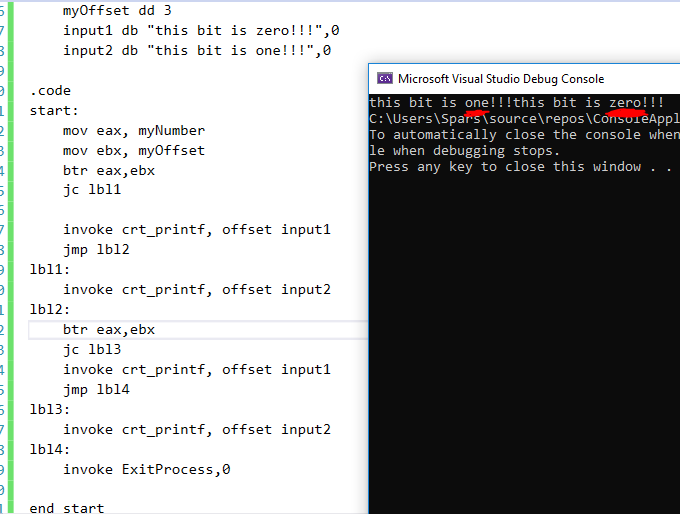 myOffset dd 3
input1 db "this bit is zero!!!",0
input2 db "this bit is one!!!",0
.code
start:
mov eax, myNumber
mov ebx, myOffset
btr eax,ebx
jc lbl1
invoke crt_printf, offset input1
jmp lbl2
lbl1:
invoke crt_printf, offset input2
lbl2:
btr eax,ebx
jc lbl3
invoke crt_printf, offset input1
jmp lbl4
lbl3:
invoke crt_printf, offset input2
lbl4:
invoke ExitProcess,0
end start
C:\ Microsoft Visual Studio Debug Console
this bit is one!!!this bit is zero!!!
C:\Users\Spars\source\repos\ConsoleAppl
To automatically close the console when
le when debugging stops.
Press any key to close this window . .